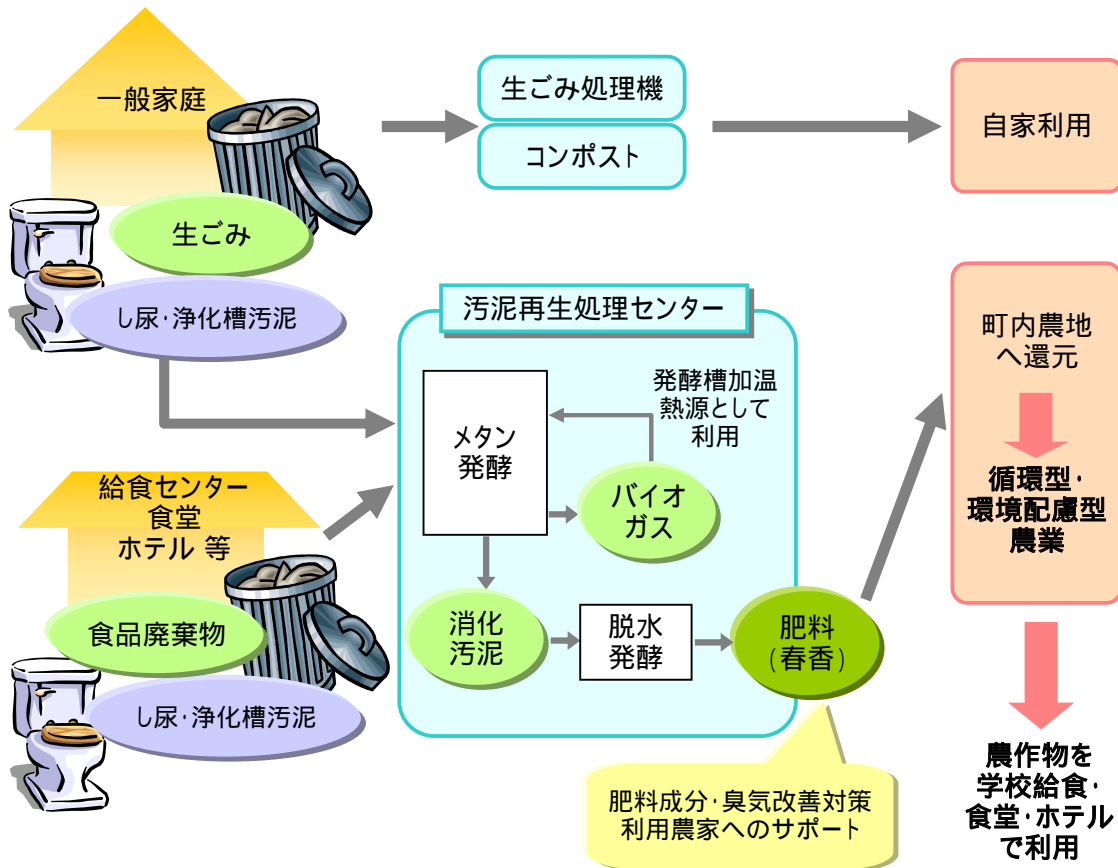 一般家庭
生ごみ
し尿･浄化槽汚泥
生ごみ処理機
コンポスト
自家利用
給食センター
食堂
ホテル 等
食品廃棄物
し尿･浄化槽汚泥
汚泥再生処理センター
メタン
発酵
発酵槽加温
熱源として
利用
バイオ
ガス
消化
汚泥
脱水
発酵
肥料
(春香)
肥料成分･臭気改善対策
利用農家へのサポート
町内農地
へ還元
循環型･
環境配慮型
農業
農作物を
学校給食･
食堂･ホテル
で利用